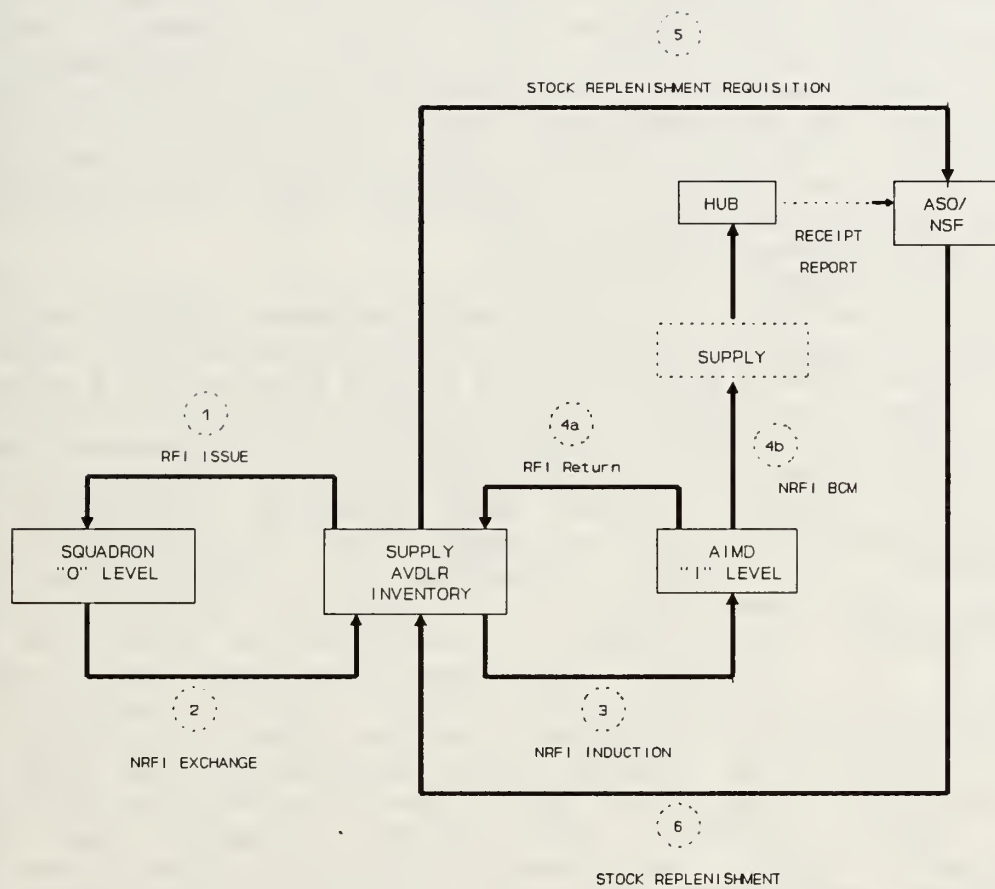 5
STOCK REPLENISHMENT REQUISITION
HUB
ASO/
NSF
RECEIPT
REPORT
SUPPLY
1
RFI ISSUE
4a
RFI Return
4b
NRFI BCM
SQUADRON
"O" LEVEL
SUPPLY
AVDLR
INVENTORY
AIMD
"I" LEVEL
2
NRFI EXCHANGE
3
NRFI INDUCTION
6
STOCK REPLENISHMENT